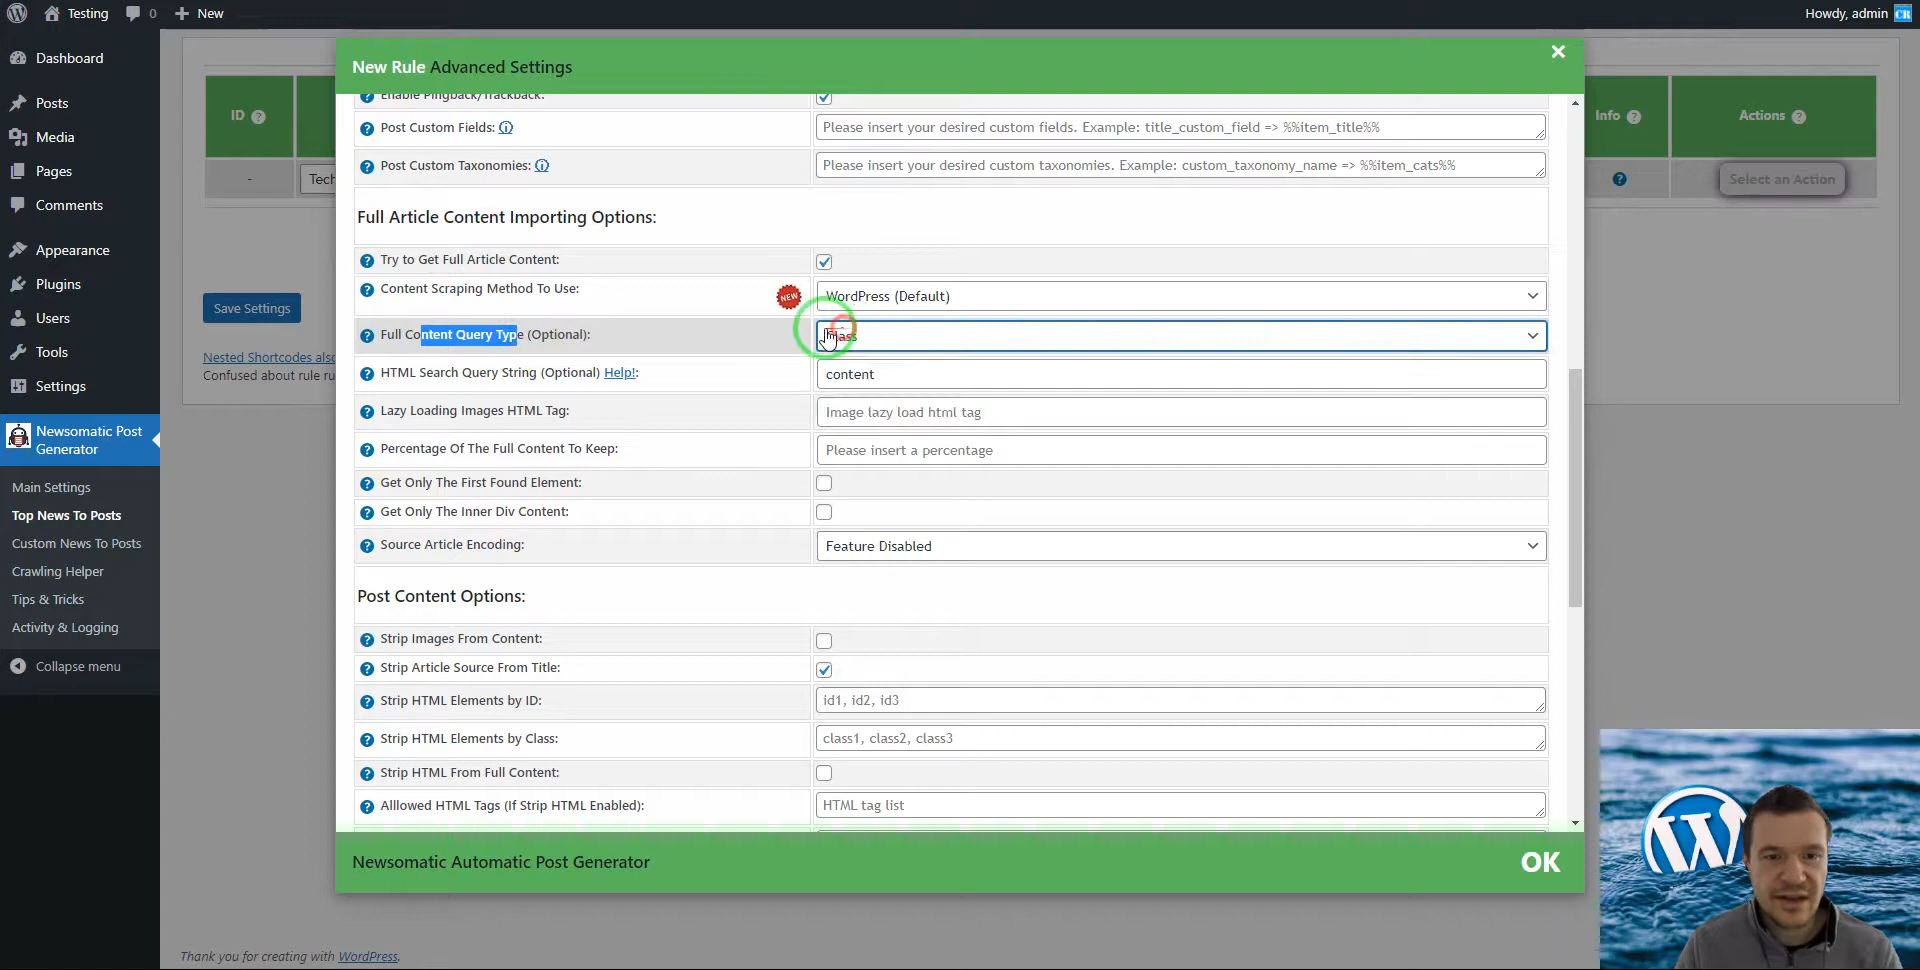 Testing
0
New
Howdy, admin
Dashboard
Posts
Media
Pages
Comments
Appearance
Plugins
Users
Tools
Settings
Newsomatic Post
Generator
Main Settings
Top News To Posts
Custom News To Posts
Crawling Helper
Tips & Tricks
Activity & Logging
Collapse menu
ID
-
Tech
Info
Actions
Select an Action
Save Settings
Nested Shortcodes also
Confused about rule ru
New Rule Advanced Settings
Enable Pingback/Trackback:
Post Custom Fields:
Please insert your desired custom fields. Example: title_custom_field => %%item_title%%
Post Custom Taxonomies:
Please insert your desired custom taxonomies. Example: custom_taxonomy_name => %%item_cats%%
Full Article Content Importing Options:
Try to Get Full Article Content:
Content Scraping Method To Use:
NEW
WordPress (Default)
Full Content Query Type (Optional):
Class
HTML Search Query String (Optional) Help!:
content
Lazy Loading Images HTML Tag:
Image lazy load html tag
Percentage Of The Full Content To Keep:
Please insert a percentage
Get Only The First Found Element:
Get Only The Inner Div Content:
Source Article Encoding:
Feature Disabled
Post Content Options:
Strip Images From Content:
Strip Article Source From Title:
Strip HTML Elements by ID:
id1, id2, id3
Strip HTML Elements by Class:
class1, class2, class3
Strip HTML From Full Content:
Alllowed HTML Tags (If Strip HTML Enabled):
HTML tag list
Newsomatic Automatic Post Generator
OK
Thank you for creating with WordPress.